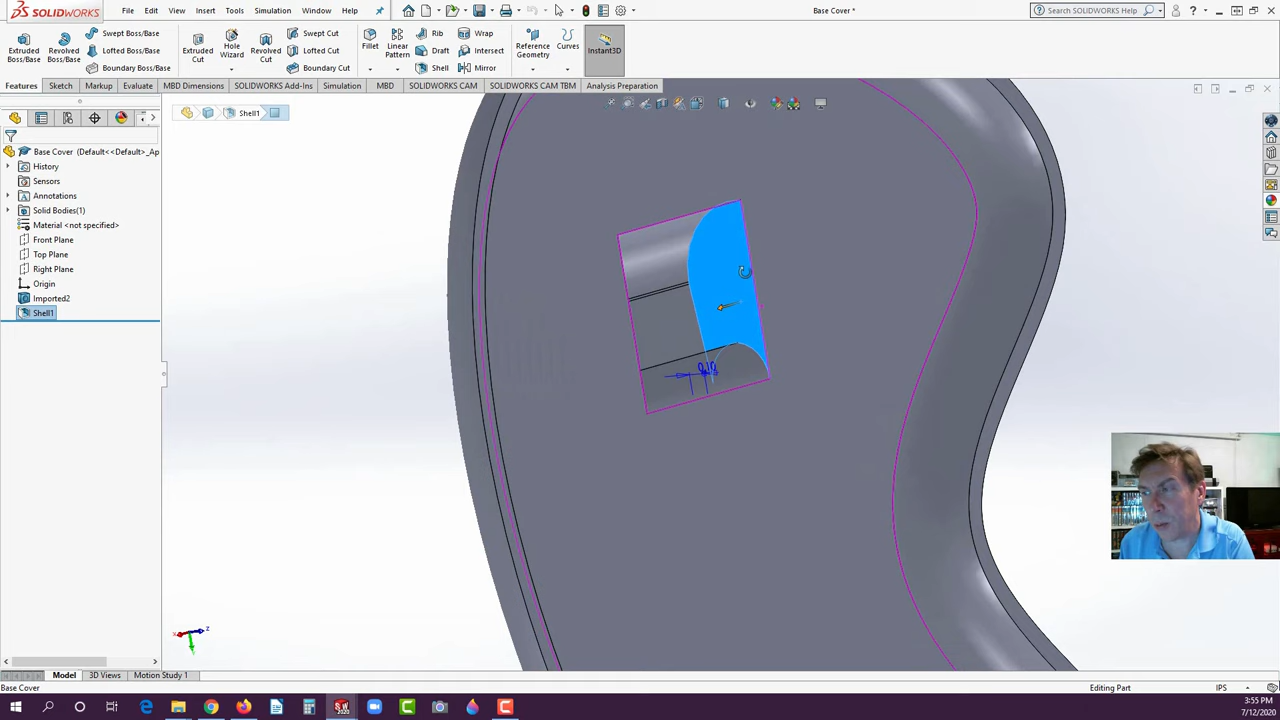 SOLIDWORKS
File
Edit
View
Insert
Tools
Simulation
Window
Help
Base Cover *
Search SOLIDWORKS Help
Extruded Boss/Base
Revolved Boss/Base
Swept Boss/Base
Lofted Boss/Base
Boundary Boss/Base
Extruded Cut
Hole Wizard
Revolved Cut
Swept Cut
Lofted Cut
Boundary Cut
Fillet
Linear Pattern
Rib
Draft
Shell
Wrap
Intersect
Mirror
Reference Geometry
Curves
Instant3D
Features
Sketch
Markup
Evaluate
MBD Dimensions
SOLIDWORKS Add-Ins
Simulation
MBD
SOLIDWORKS CAM
SOLIDWORKS CAM TBM
Analysis Preparation
Shell1
Base Cover (Default<<Default>_Ap
History
Sensors
Annotations
Solid Bodies(1)
Material <not specified>
Front Plane
Top Plane
Right Plane
Origin
Imported2
Shell1
x
z
Model
3D Views
Motion Study 1
Base Cover
Editing Part
IPS
3:55 PM
7/12/2020